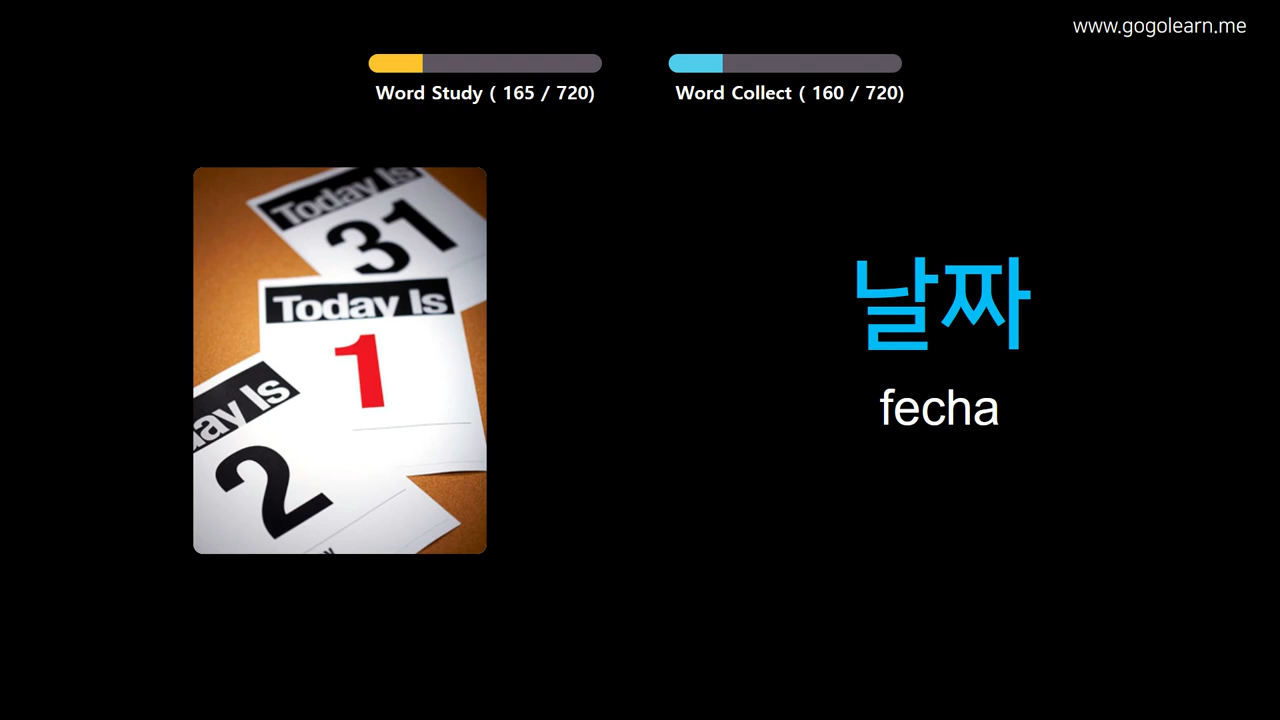 www.gogolearn.me
Word Study ( 165 / 720)
Word Collect ( 160 / 720)
Today Is
31
Today Is
1
ay Is
2
날짜
fecha